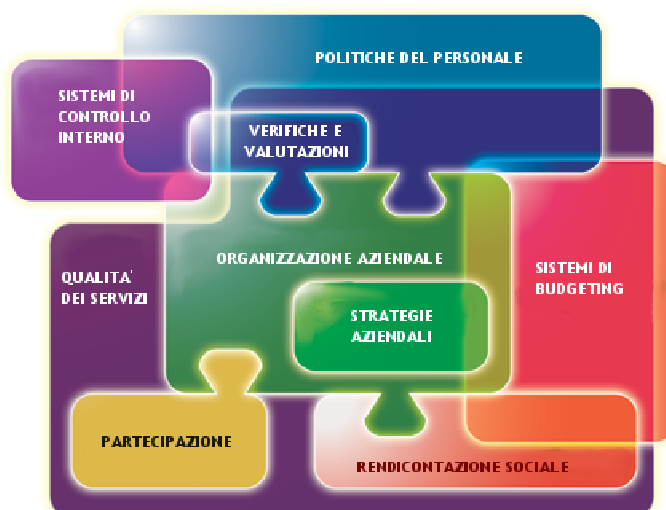 POLITICHE DEL PERSONALE
SISTEMI DI
CONTROLLO
INTERNO
VERIFICHE E
VALUTAZIONI
ORGANIZZAZIONE AZIENDALE
QUALITA'
DEI SERVIZI
SISTEMI DI
BUDGETING
STRATEGIE
AZIENDALI
PARTECIPAZIONE
RENDICONTAZIONE SOCIALE